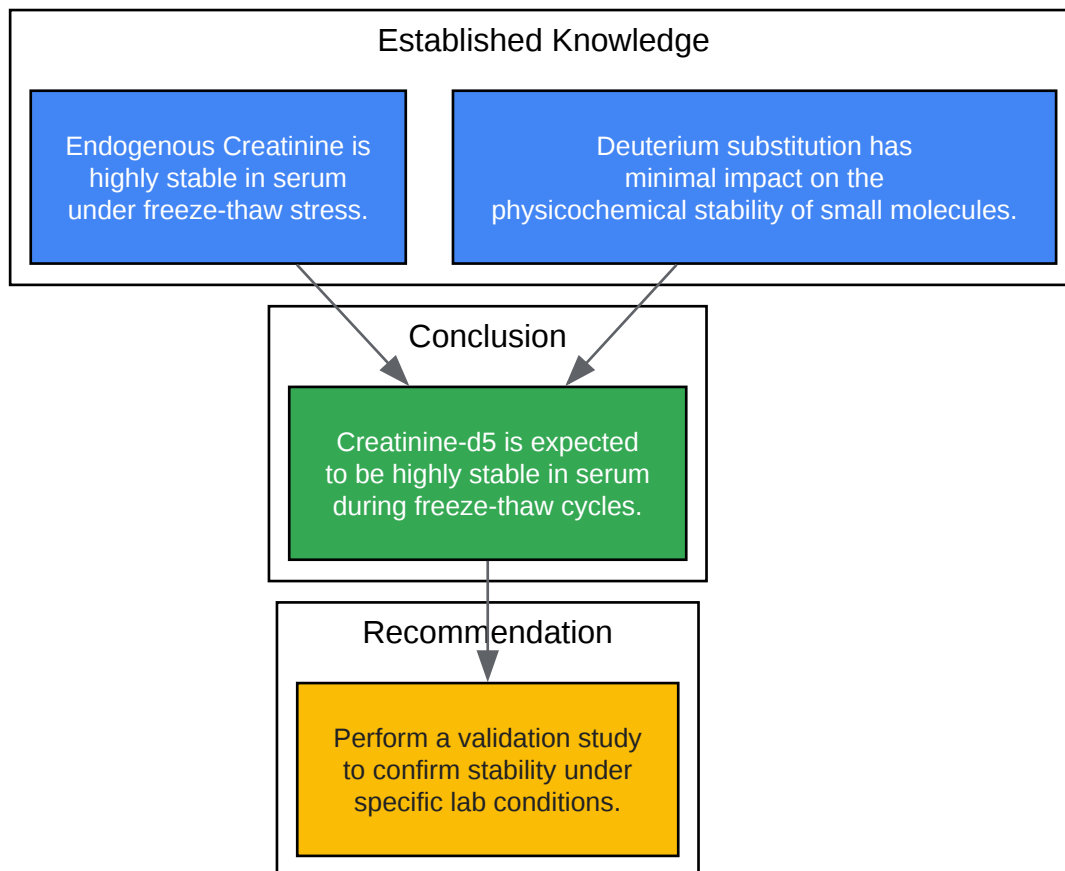 Established Knowledge
Endogenous Creatinine is
highly stable in serum
under freeze-thaw stress.
Deuterium substitution has
minimal impact on the
physicochemical stability of small molecules.
Conclusion
Creatinine-d5 is expected
to be highly stable in serum
during freeze-thaw cycles.
Recommendation
Perform a validation study
to confirm stability under
specific lab conditions.